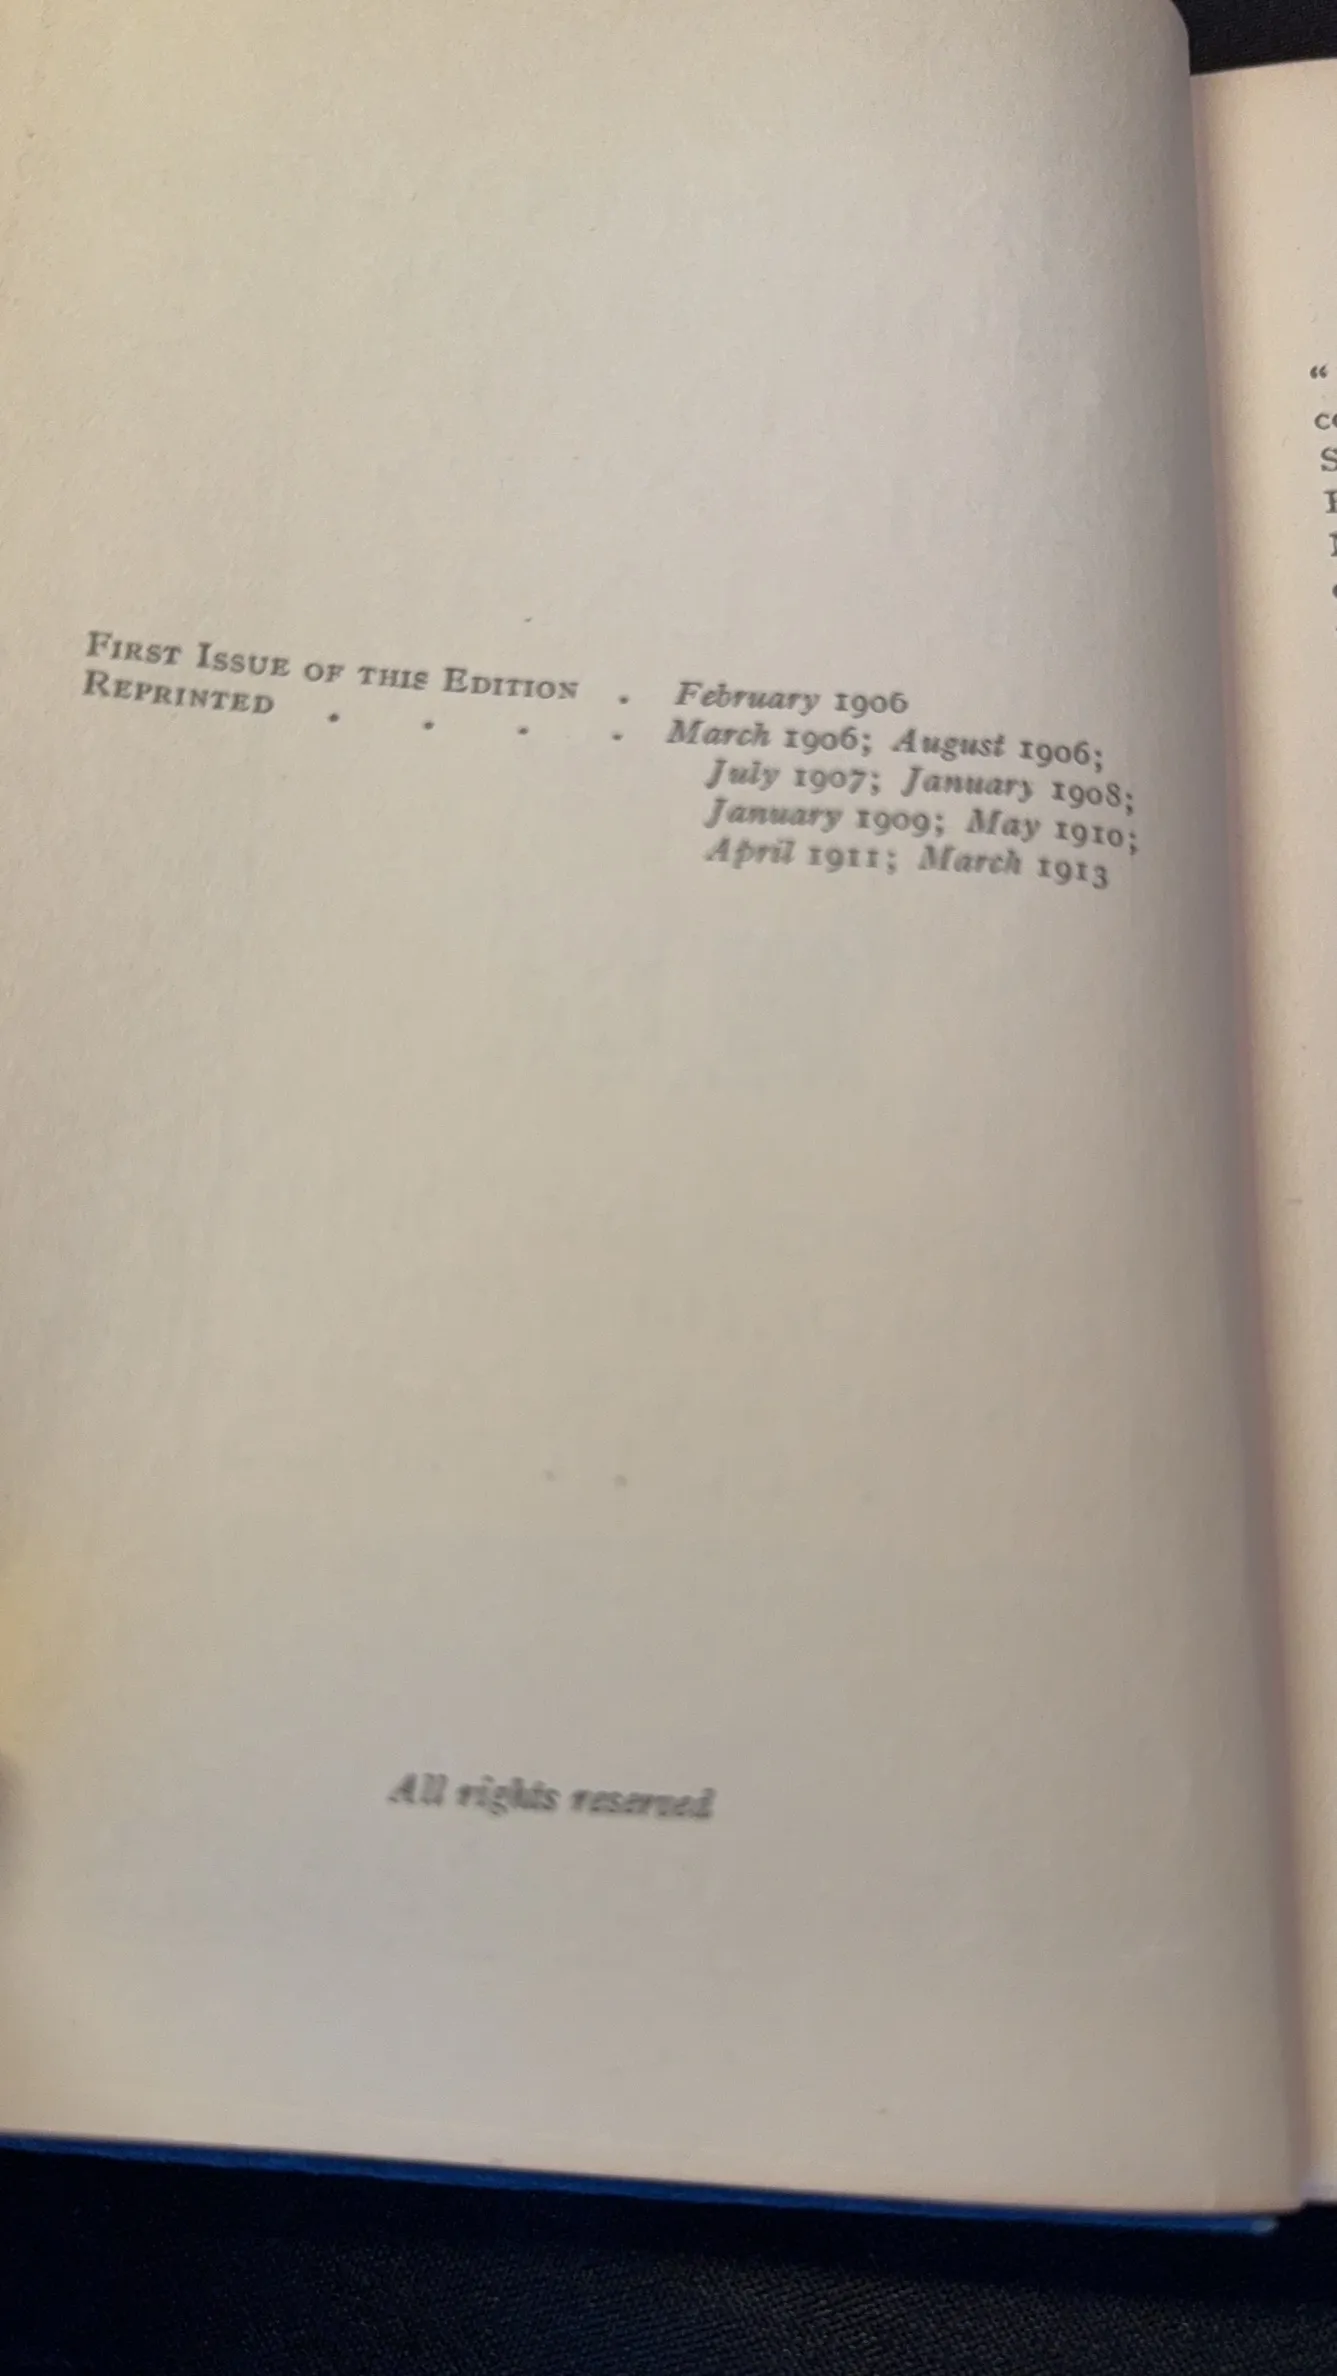 FIRST ISSUE OF THIS EDITION . February 1906
REPRINTED . . . . March 1906; August 1906;
July 1907; January 1908;
January 1909; May 1910;
April 1911; March 1913
All rights reserved
“